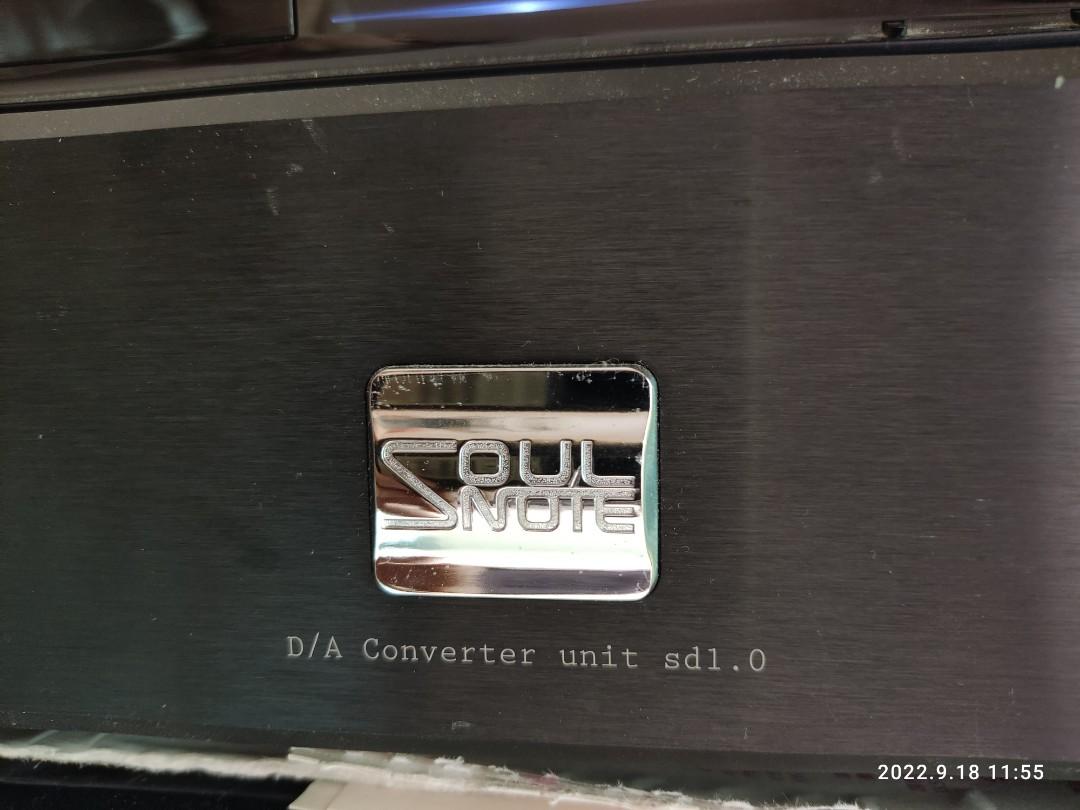 SOUL
NOTE
D/A Converter unit sd1.0
2022.9.18 11:55